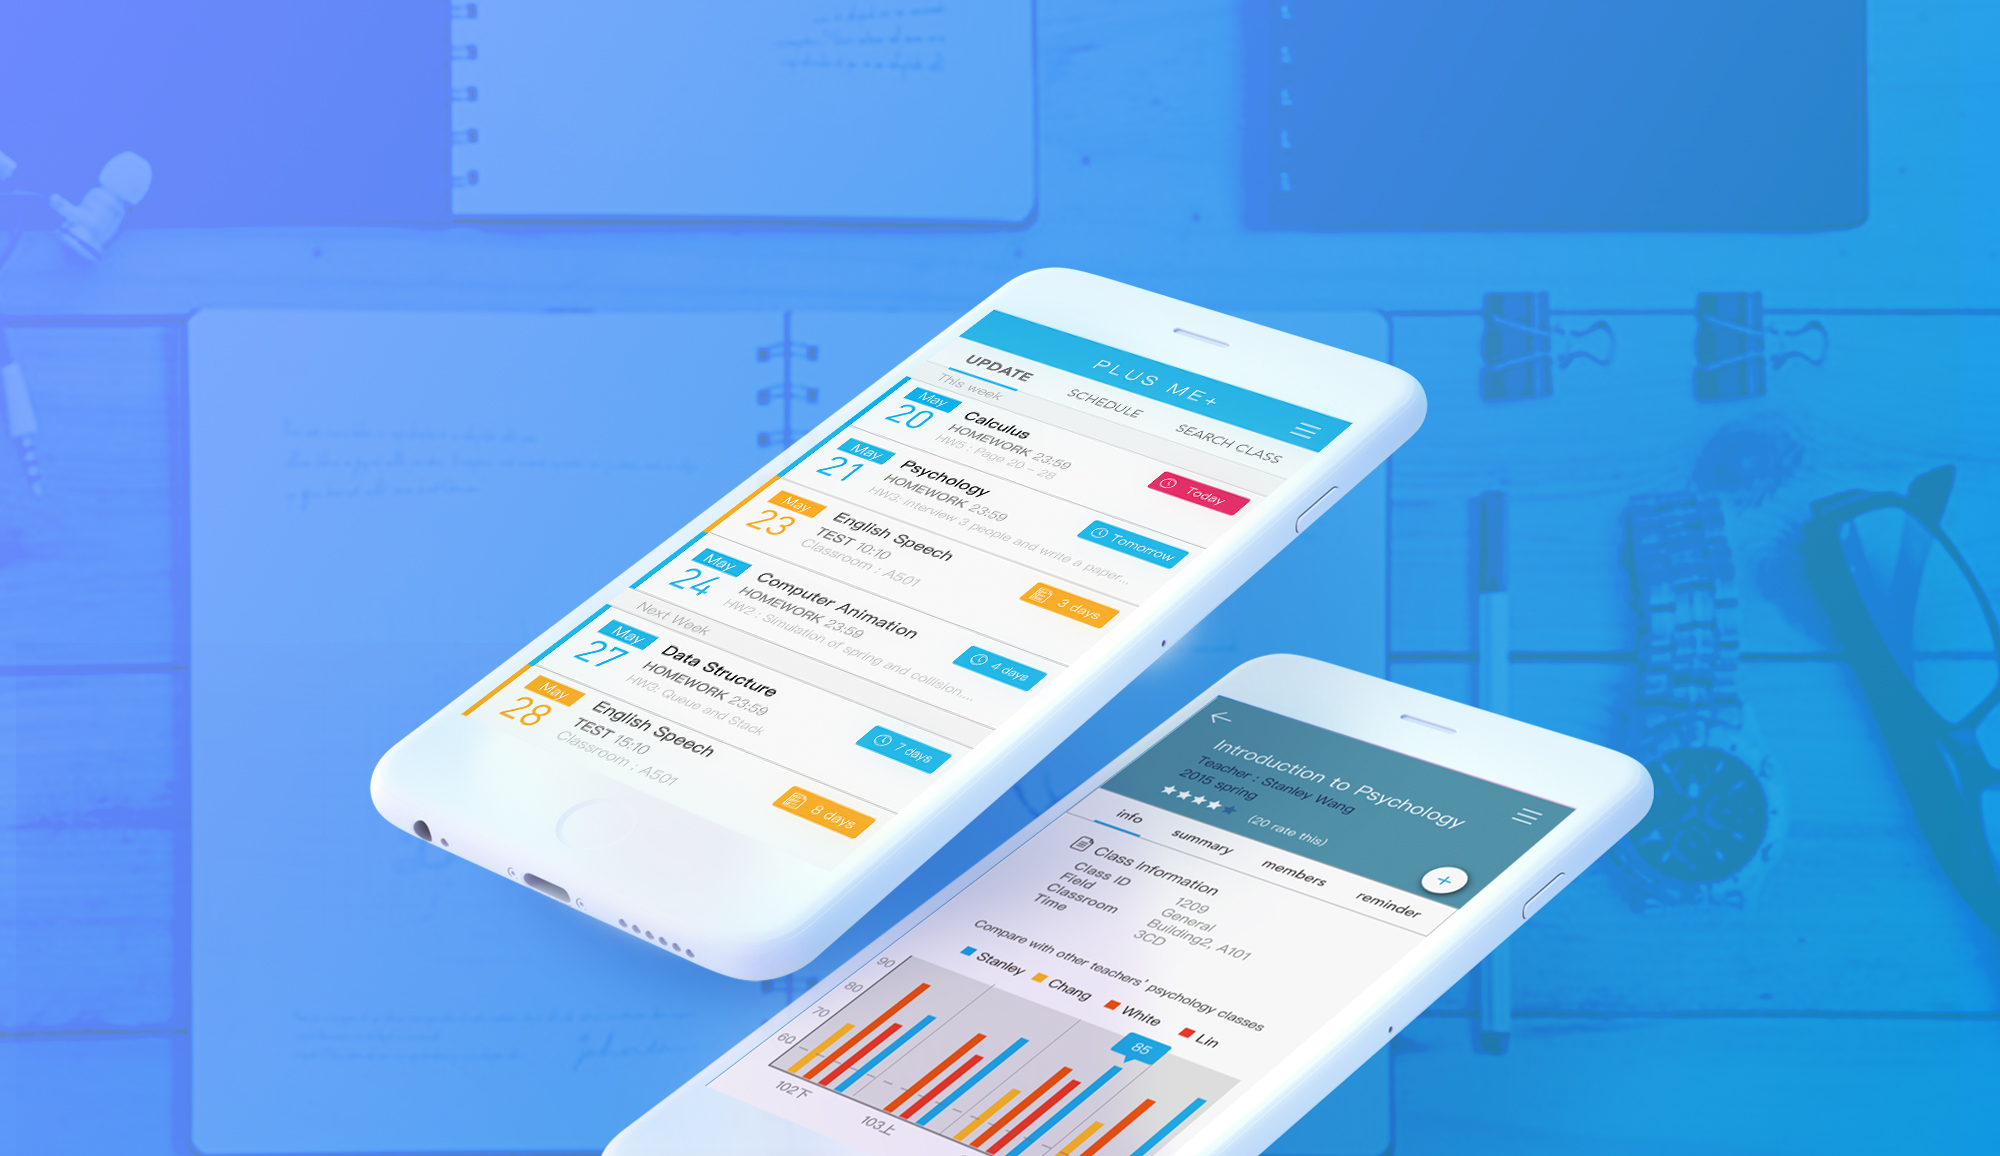 PLUS ME+
UPDATE
SCHEDULE
SEARCH CLASS
This week
May
20
Calculus
HOMEWORK 23:59
HW5 : Page 20 - 28
Today
May
21
Psychology
HOMEWORK 23:59
HW3: Interview 3 people and write a paper...
Tomorrow
May
23
English Speech
TEST 10:10
Classroom : A501
3 days
May
24
Computer Animation
HOMEWORK 23:59
HW2 : Simulation of spring and collision....
4 days
Next Week
May
27
Data Structure
HOMEWORK 23:59
HW3: Queue and Stack
7 days
May
28
English Speech
TEST 15:10
Classroom : A501
8 days
Introduction to Psychology
Teacher : Stanley Wang
2015 spring
(20 rate this)
info
summary
members
reminder
Class Information
Class ID 1209
Field General
Classroom Building2, A101
Time 3CD
Compare with other teachers' psychology classes
Stanley
Chang
White
Lin
90
80
70
60
85
102下
103上